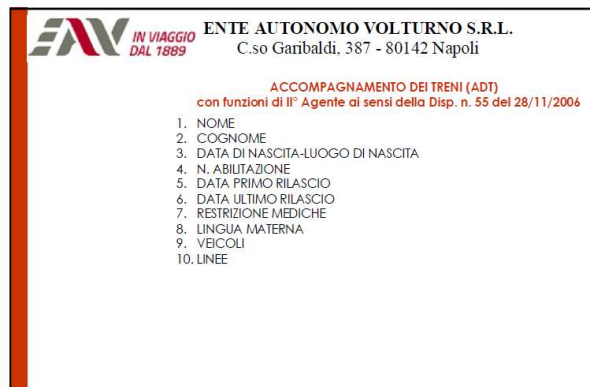 EAV IN VIAGGIO
DAL 1889
ENTE AUTONOMO VOLTURNO S.R.L.
C.so Garibaldi, 387 - 80142 Napoli
ACCOMPAGNAMENTO DEI TRENI (ADT)
con funzioni di II° Agente ai sensi della Disp. n. 55 del 28/11/2006
1. NOME
2. COGNOME
3. DATA DI NASCITA-LUOGO DI NASCITA
4. N. ABILITAZIONE
5. DATA PRIMO RILASCIO
6. DATA ULTIMO RILASCIO
7. RESTRIZIONE MEDICHE
8. LINGUA MATERNA
9. VEICOLI
10. LINEE